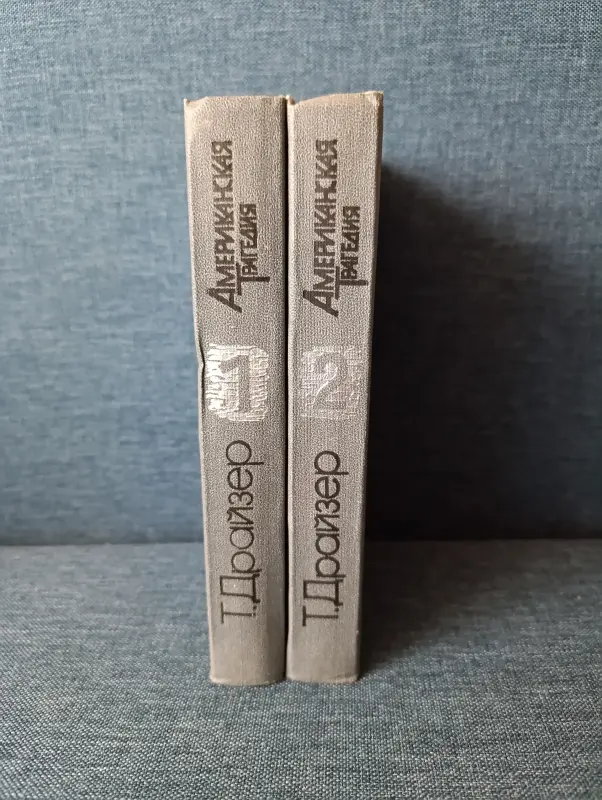 Т. Драйзер
1
Американская
Трагедия
Т. Драйзер
2
Американская
Трагедия